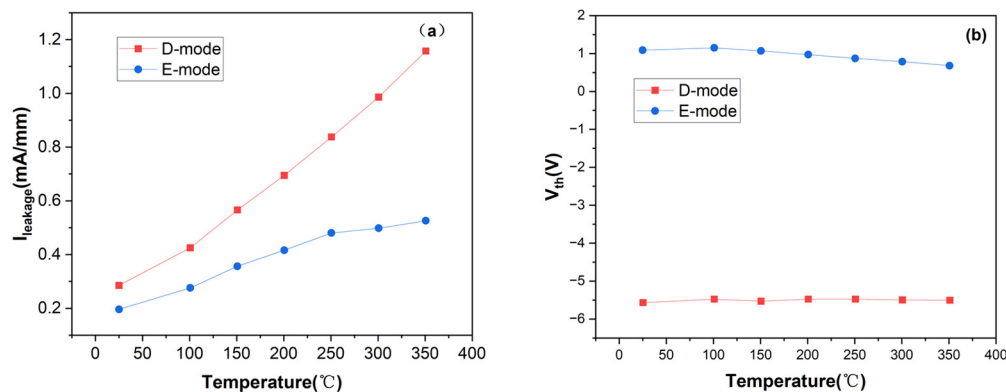 (a)
D-mode
E-mode
1.2
1.0
0.8
0.6
0.4
0.2
I leakage(mA/mm)
0 50 100 150 200 250 300 350 400
Temperature(℃)
(b)
D-mode
E-mode
2
1
0
−1
−2
−3
−4
−5
−6
Vth(V)
0 50 100 150 200 250 300 350 400
Temperature(℃)